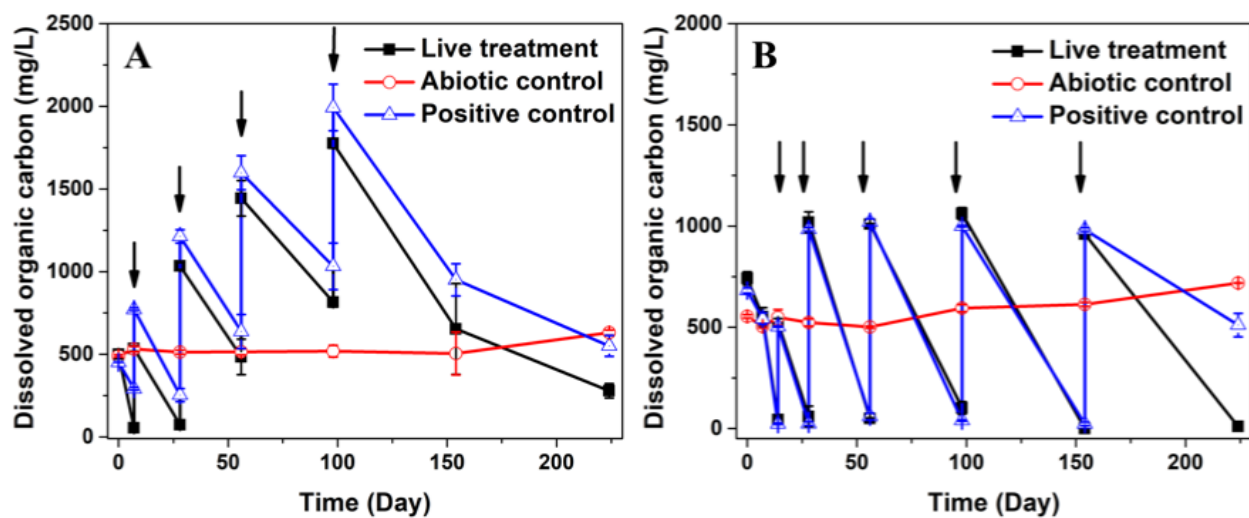 A
Live treatment
Abiotic control
Positive control
Dissolved organic carbon (mg/L)
2500
2000
1500
1000
500
0
0
50
100
150
200
Time (Day)
B
Live treatment
Abiotic control
Positive control
Dissolved organic carbon (mg/L)
2000
1500
1000
500
0
0
50
100
150
200
Time (Day)